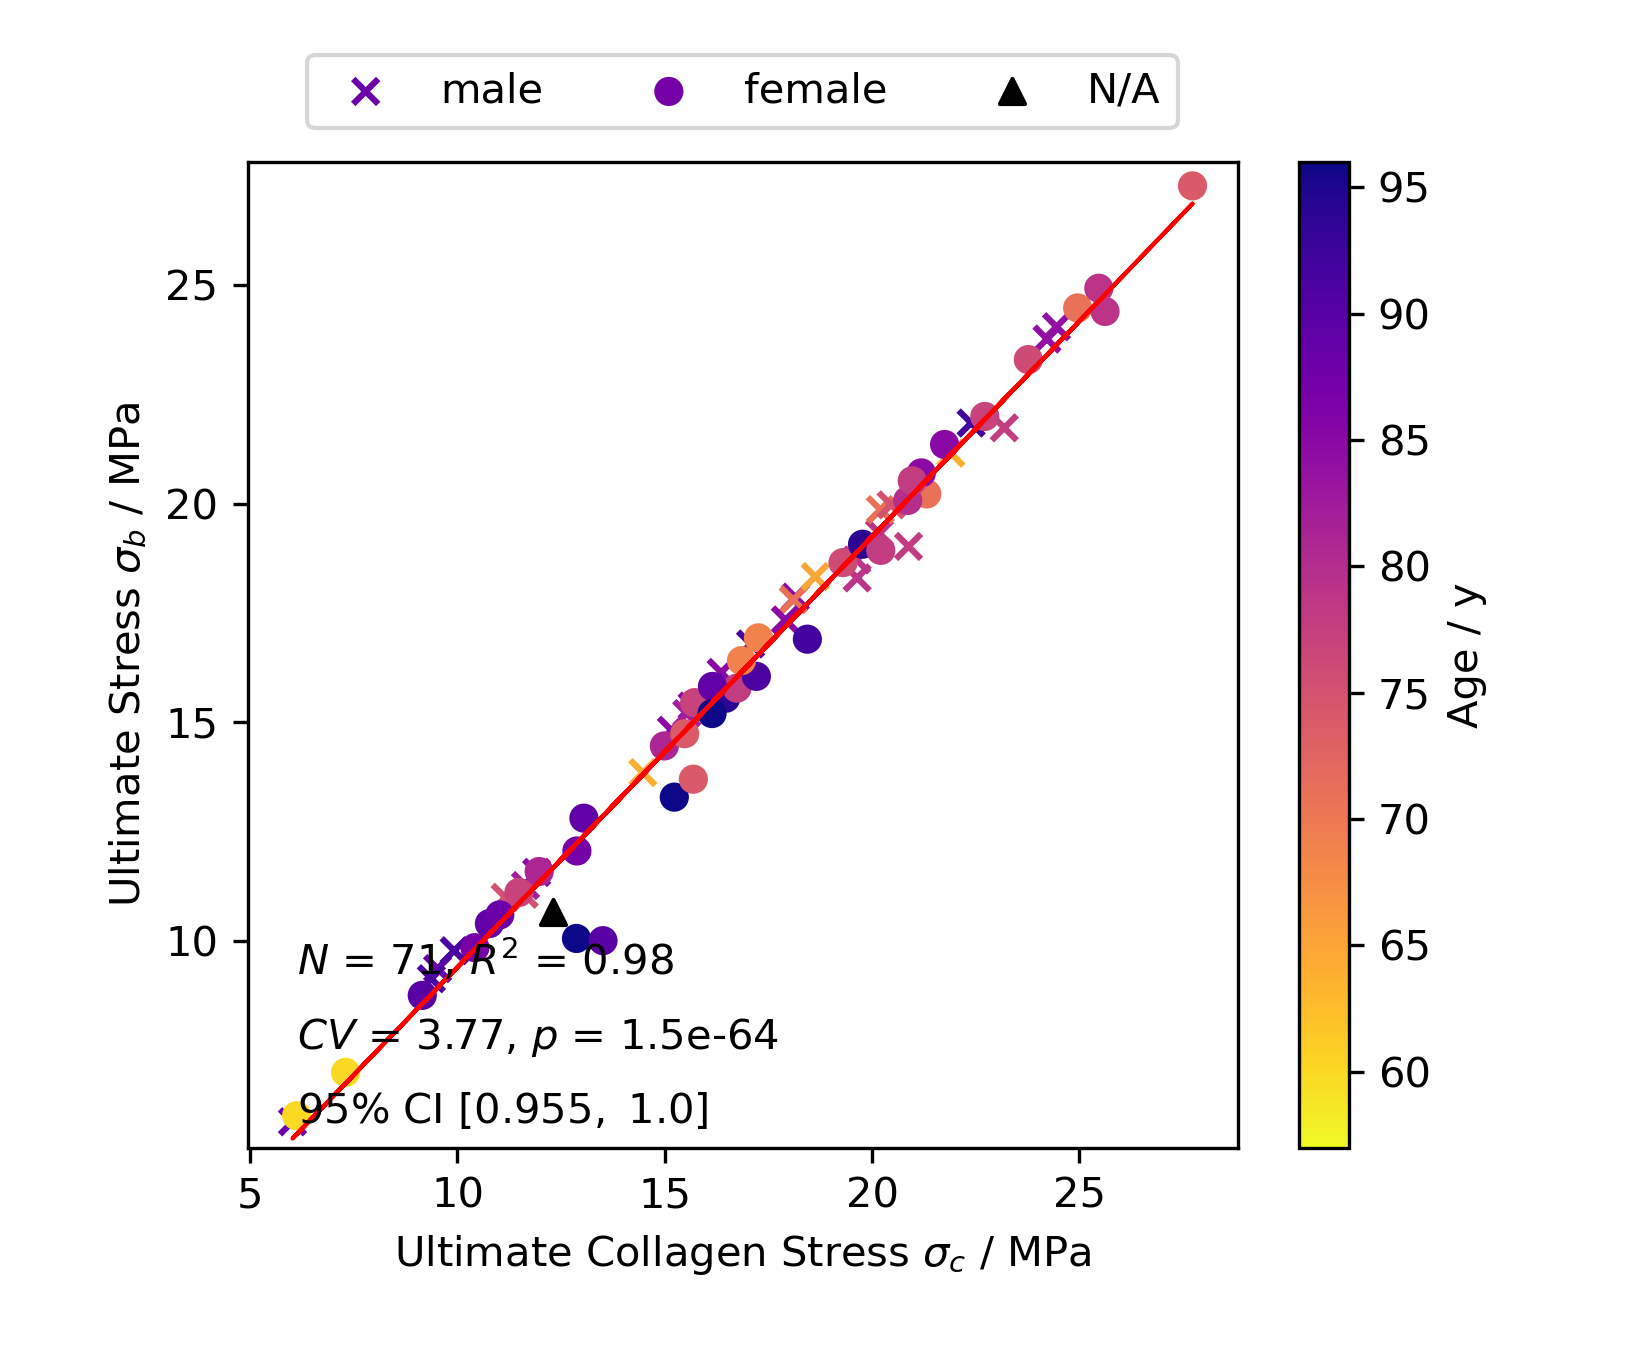 male female N/A
Ultimate Stress σb / MPa
25
20
15
10
N = 71, R² = 0.98
CV = 3.77, p = 1.5e-64
95% CI [0.955, 1.0]
5 10 15 20 25
Ultimate Collagen Stress σc / MPa
95
90
85
80
75
70
65
60
Age / y